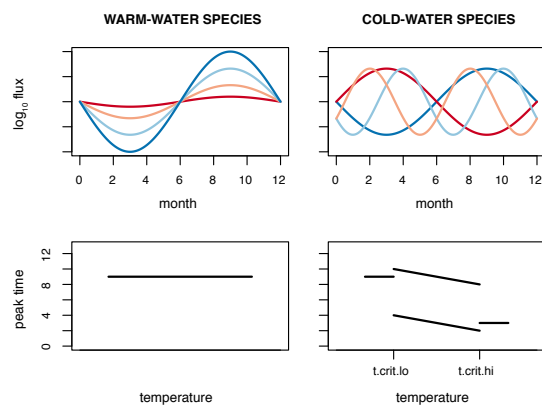 WARM-WATER SPECIES
COLD-WATER SPECIES
log10 flux
0 2 4 6 8 10 12
0 2 4 6 8 10 12
month
month
peak time
12
8
4
0
t.crit.lo t.crit.hi
temperature
temperature